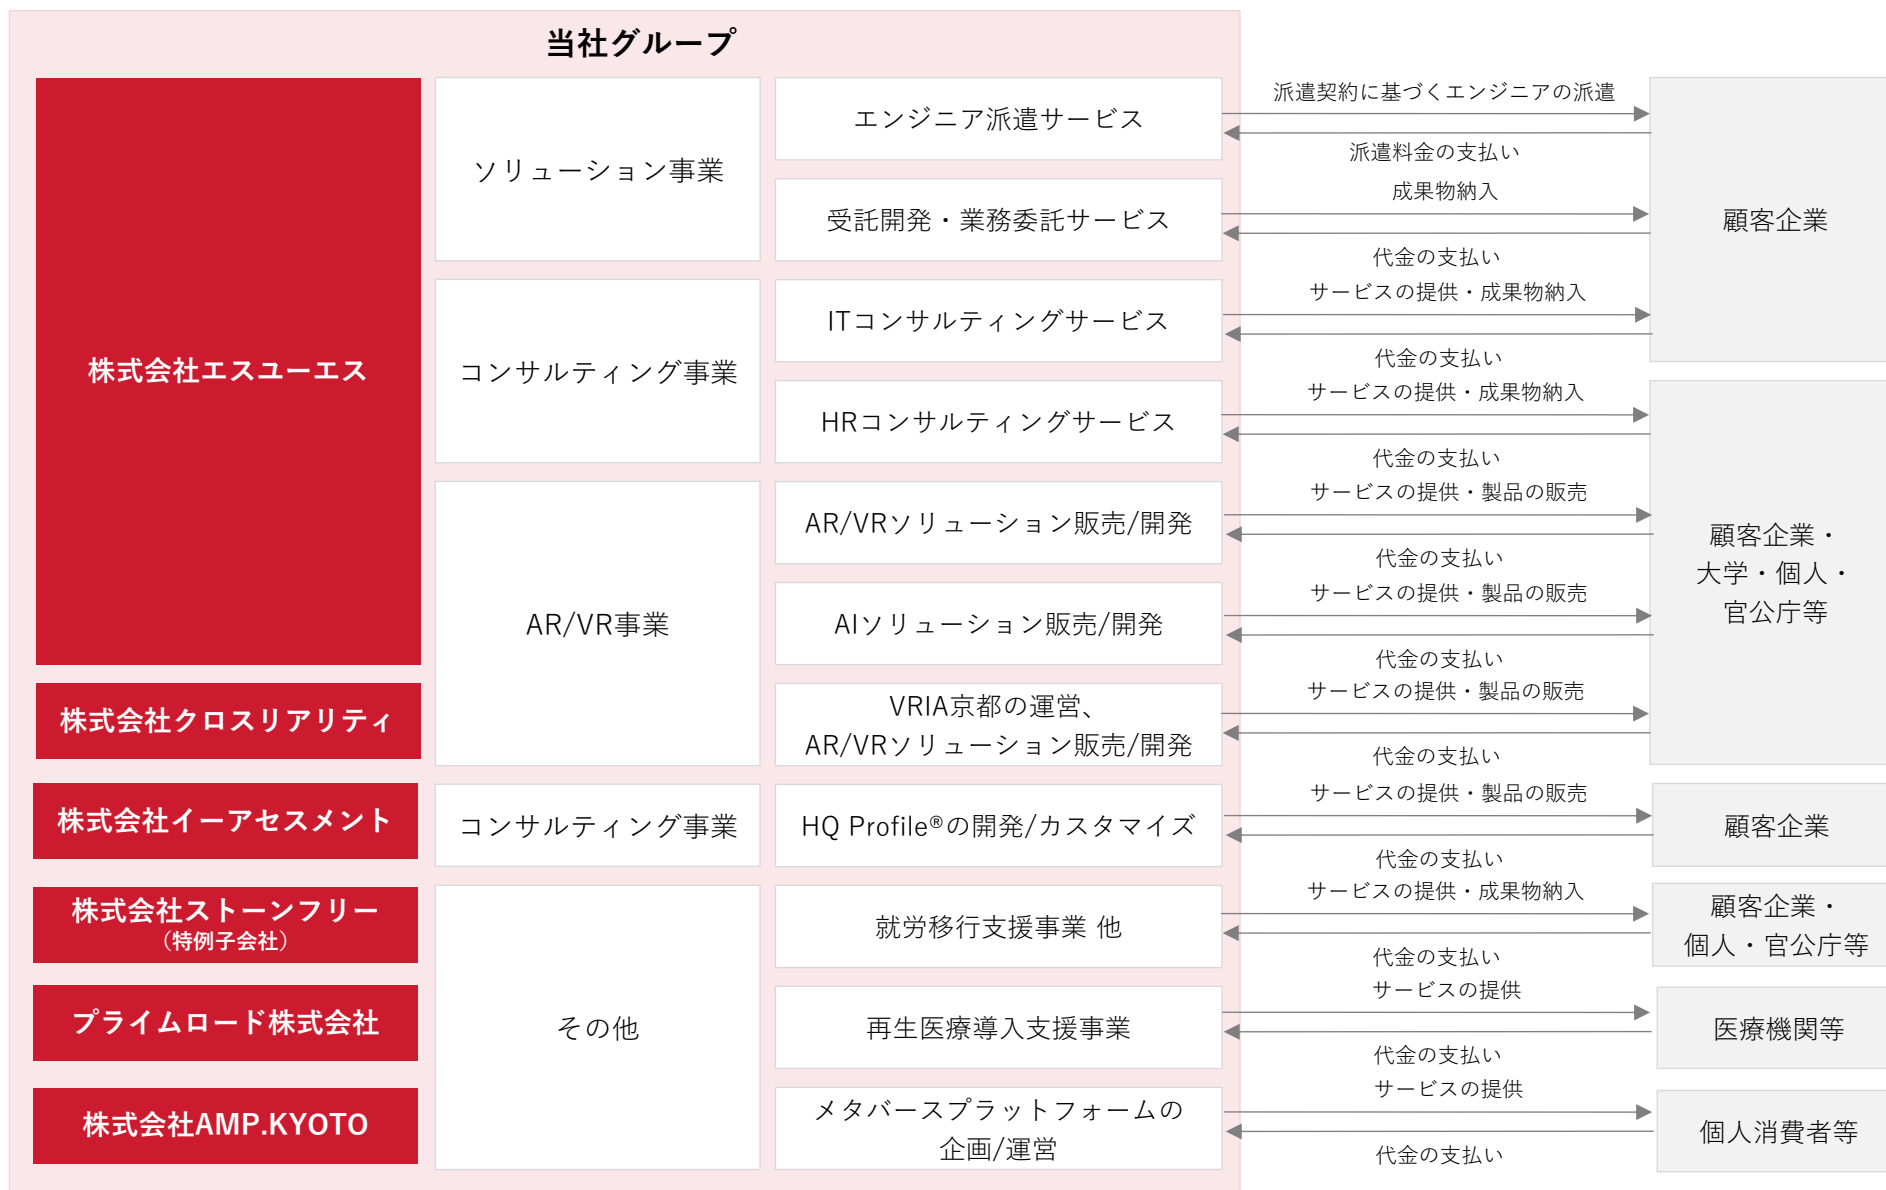 当社グループ
株式会社エスユーエス
ソリューション事業
エンジニア派遣サービス
派遣契約に基づくエンジニアの派遣
派遣料金の支払い
受託開発・業務委託サービス
成果物納入
代金の支払い
顧客企業
コンサルティング事業
ITコンサルティングサービス
サービスの提供・成果物納入
代金の支払い
HRコンサルティングサービス
サービスの提供・成果物納入
代金の支払い
AR/VR事業
AR/VRソリューション販売/開発
サービスの提供・製品の販売
代金の支払い
AIソリューション販売/開発
サービスの提供・製品の販売
代金の支払い
顧客企業・
大学・個人・
官公庁等
株式会社クロスリアリティ
VRIA京都の運営、
AR/VRソリューション販売/開発
サービスの提供・製品の販売
代金の支払い
株式会社イーアセスメント
コンサルティング事業
HQ Profile®の開発/カスタマイズ
サービスの提供・製品の販売
代金の支払い
顧客企業
株式会社ストーンフリー
（特例子会社）
その他
就労移行支援事業 他
サービスの提供・成果物納入
代金の支払い
顧客企業・
個人・官公庁等
プライムロード株式会社
再生医療導入支援事業
サービスの提供
代金の支払い
医療機関等
株式会社AMP.KYOTO
メタバースプラットフォームの
企画/運営
サービスの提供
代金の支払い
個人消費者等